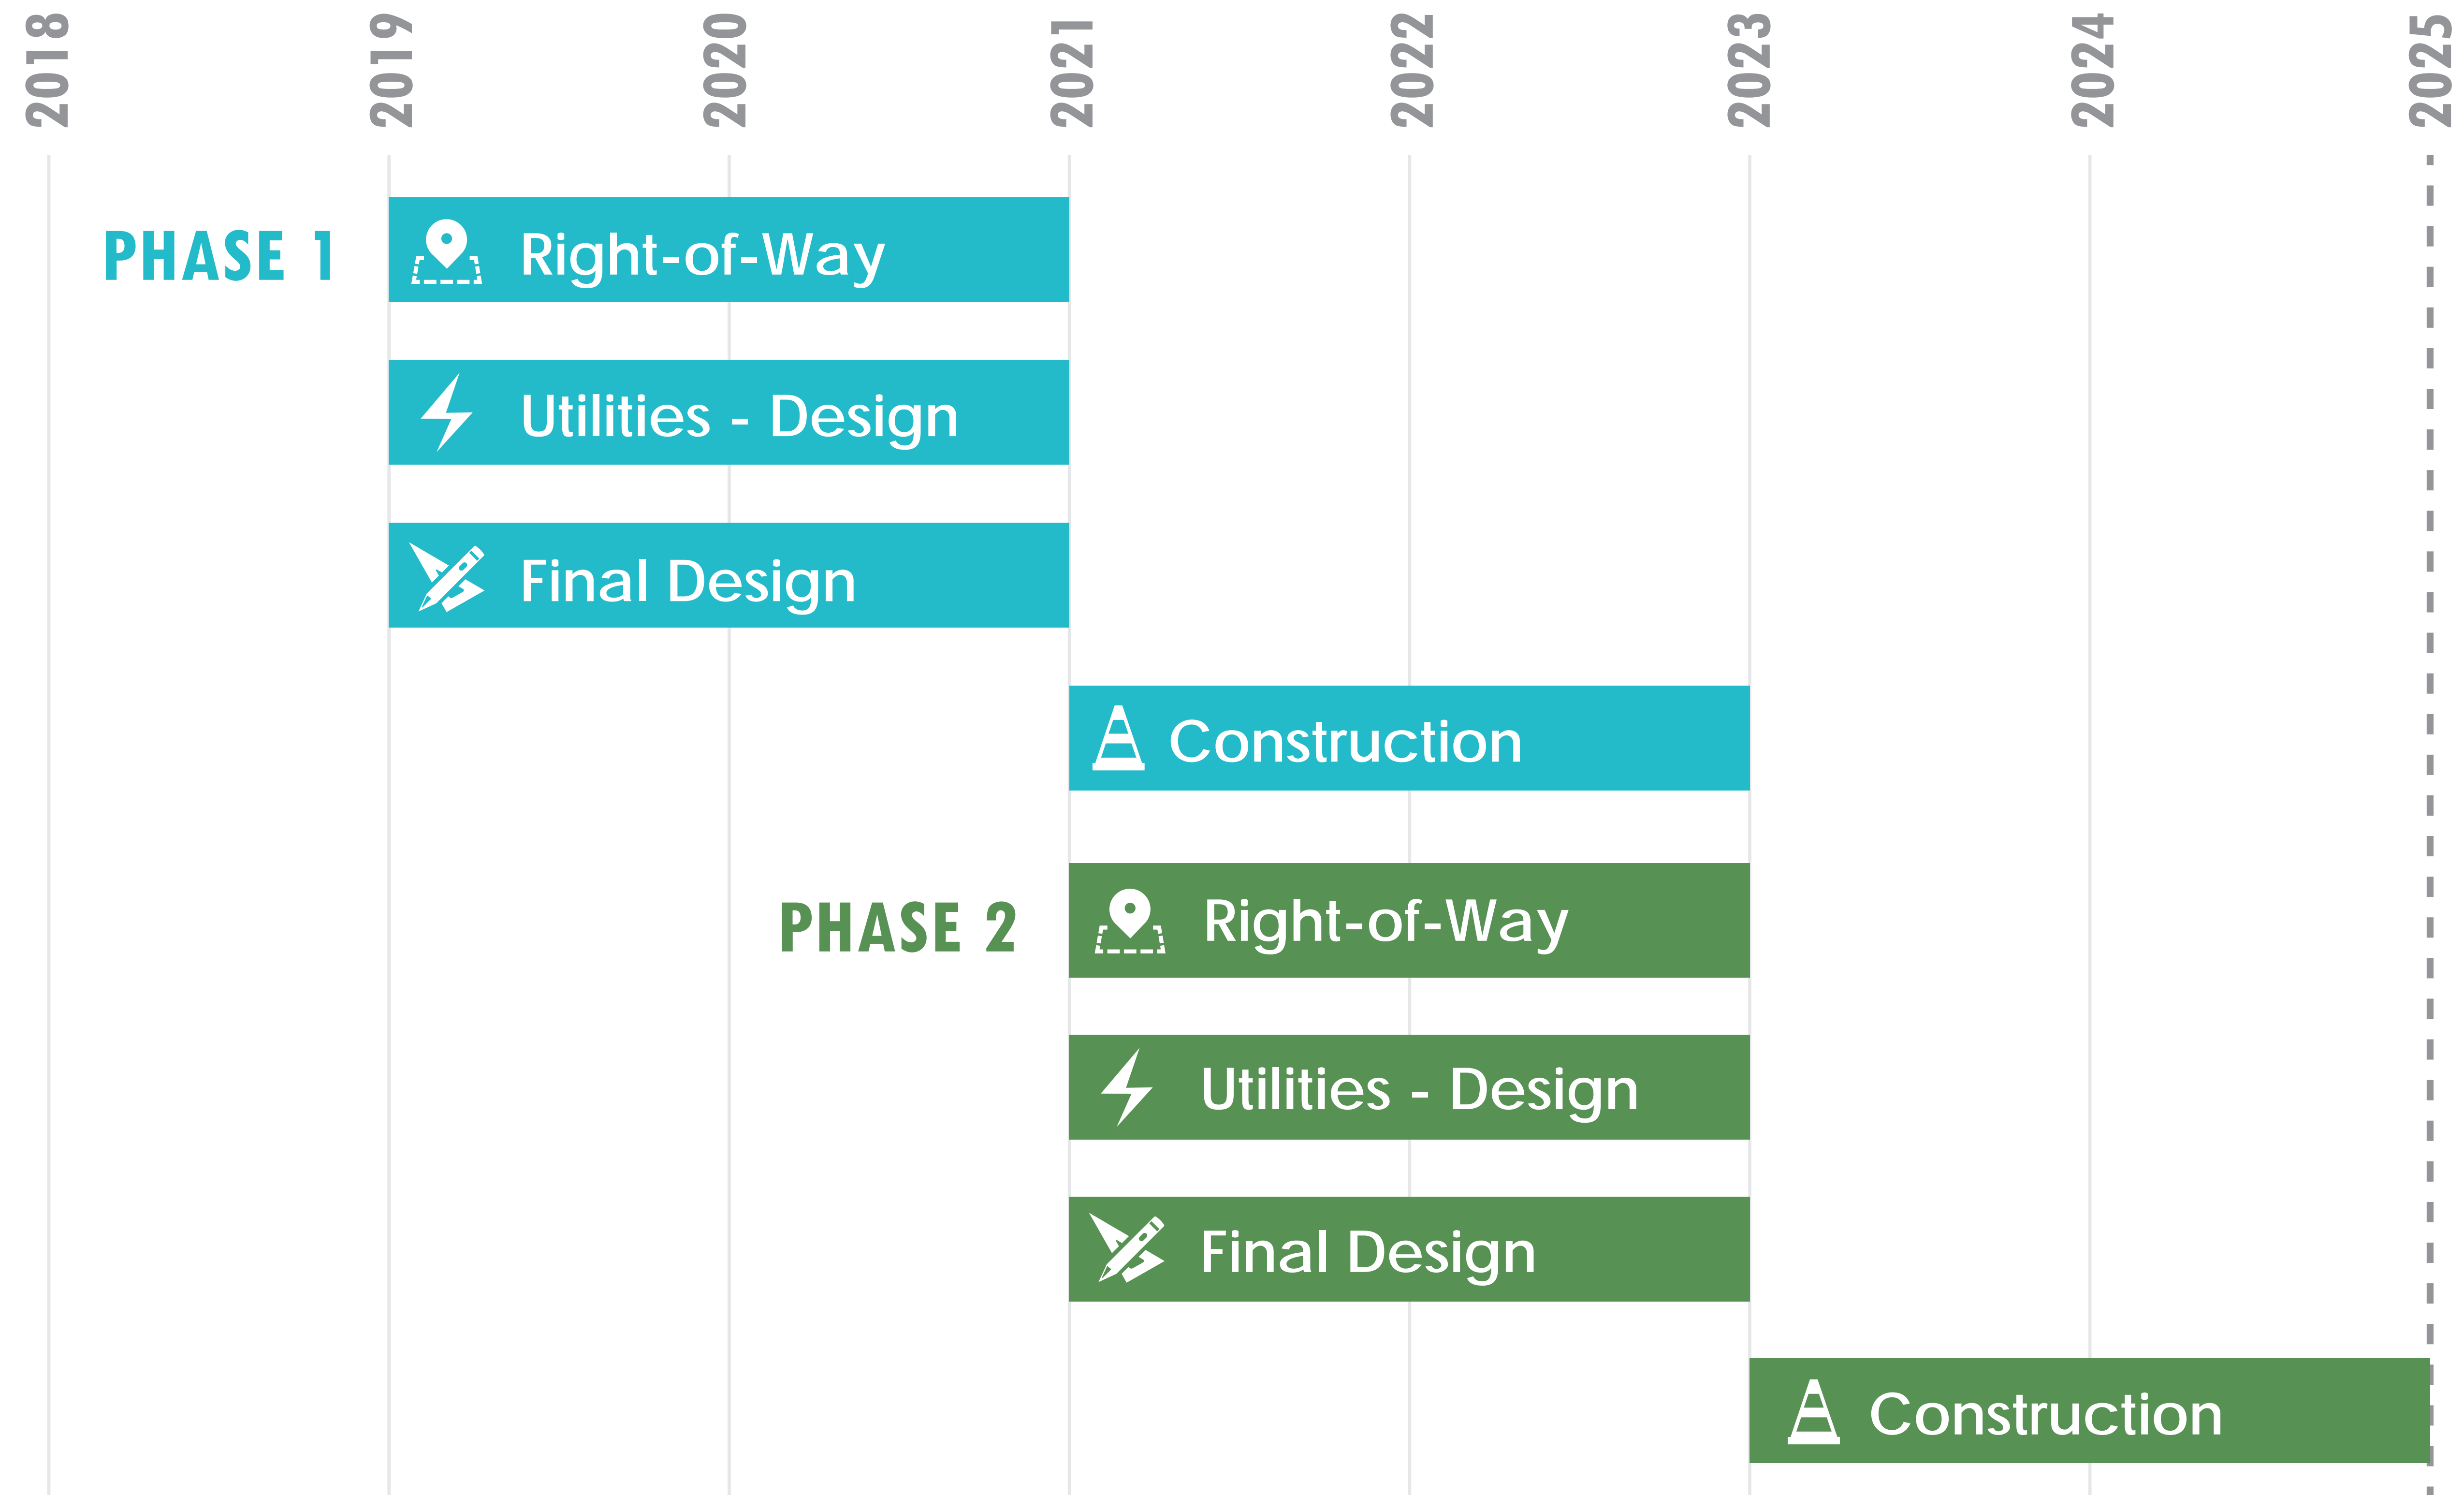 2018 2019 2020 2021 2022 2023 2024 2025
PHASE 1 Right-of-Way
Utilities - Design
Final Design
Construction
PHASE 2 Right-of-Way
Utilities - Design
Final Design
Construction